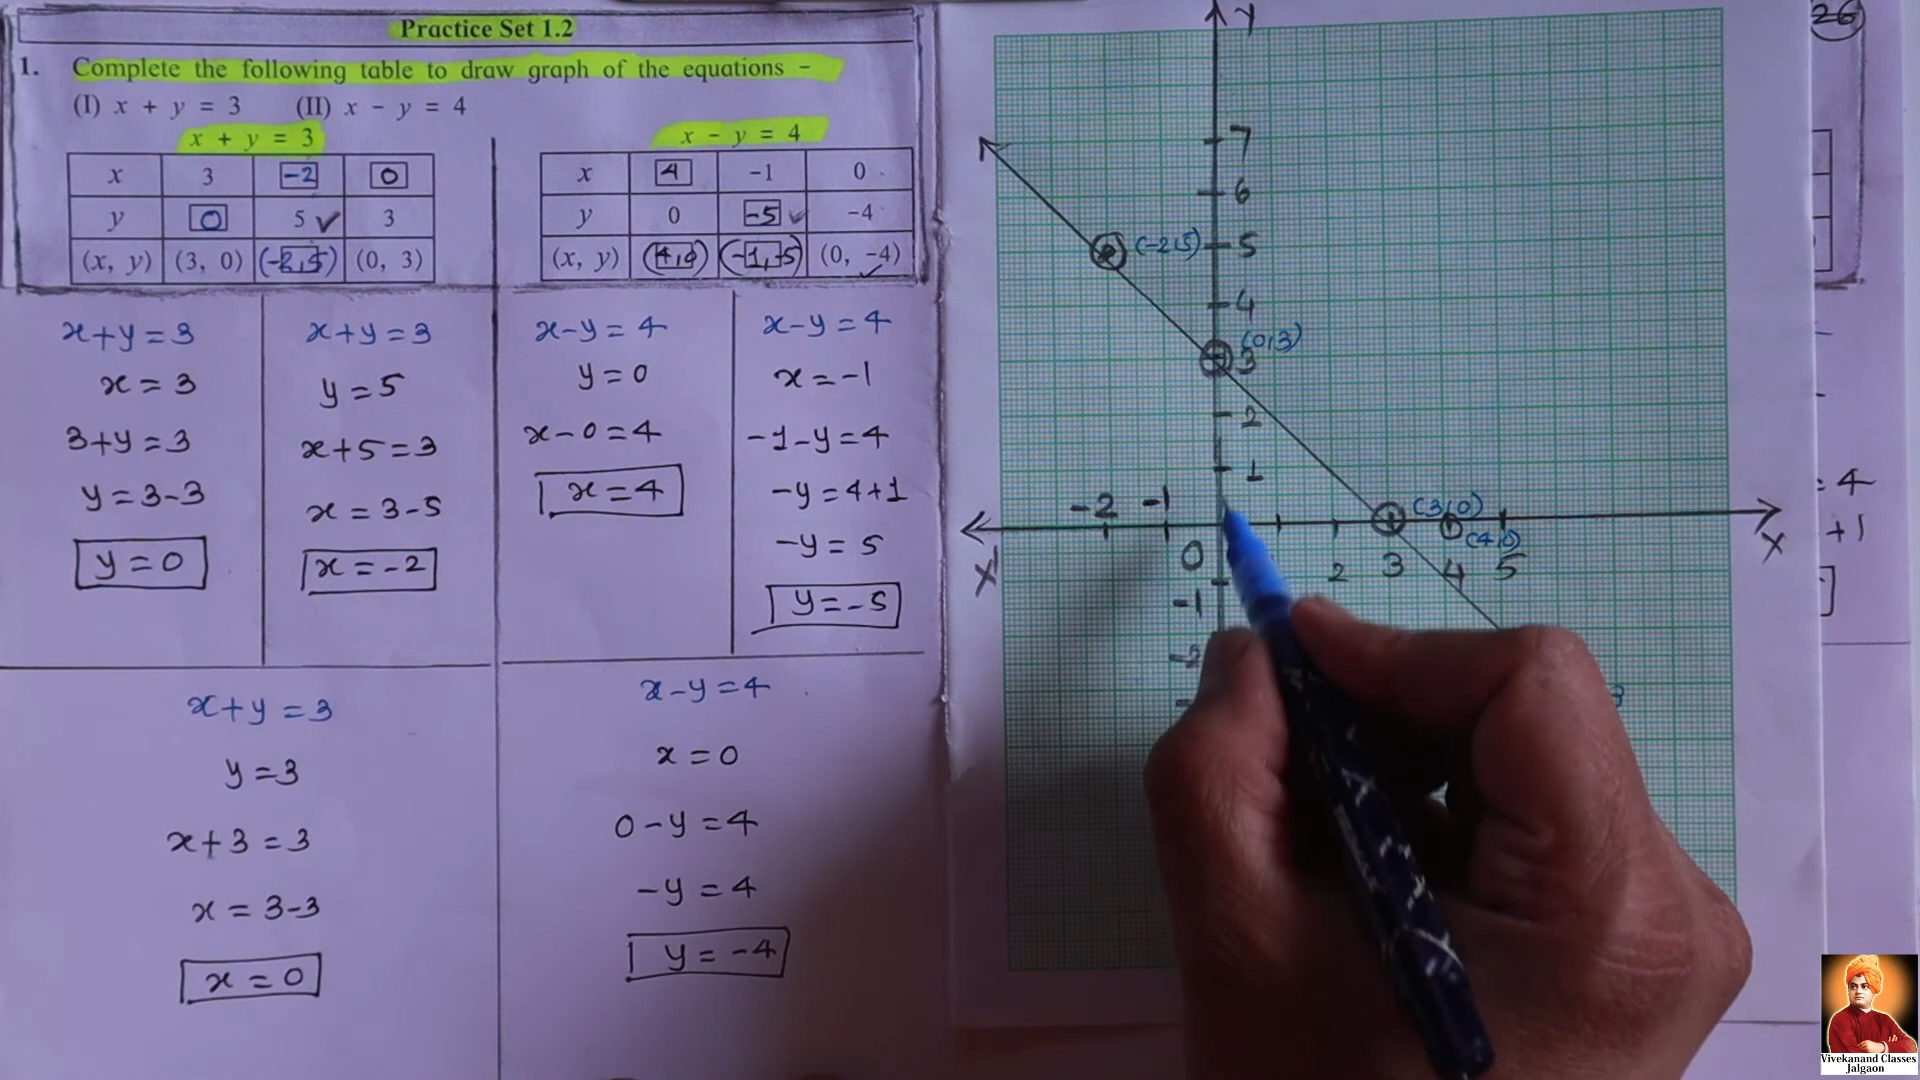 Practice Set 1.2
1. Complete the following table to draw graph of the equations -
(I) x + y = 3 (II) x - y = 4
x + y = 3
x 3 -2 0
y 0 5 ✓ 3
(x, y) (3, 0) (-2,5) (0, 3)
x - y = 4
x 4 -1 0
y 0 -5 ✓ -4
(x, y) (4,0) (-1,-5) (0, -4)
x+y=3
x=3
3+y=3
y=3-3
y=0
x+y=3
y=5
x+5=3
x=3-5
x=-2
x-y=4
y=0
x-0=4
x=4
x-y=4
x=-1
-1-y=4
-y=4+1
-y=5
y=-5
x+y=3
y=3
x+3=3
x=3-3
x=0
x-y=4
x=0
0-y=4
-y=4
y=-4
Y
7
6
(-2,5) 5
4
(0,3)
3
2
1
-2 -1 (3,0)
(4,0)
X' 0 2 3 4 5 X
-1
-2
3
26
=4
+1
Vivekanand Classes
Jalgaon